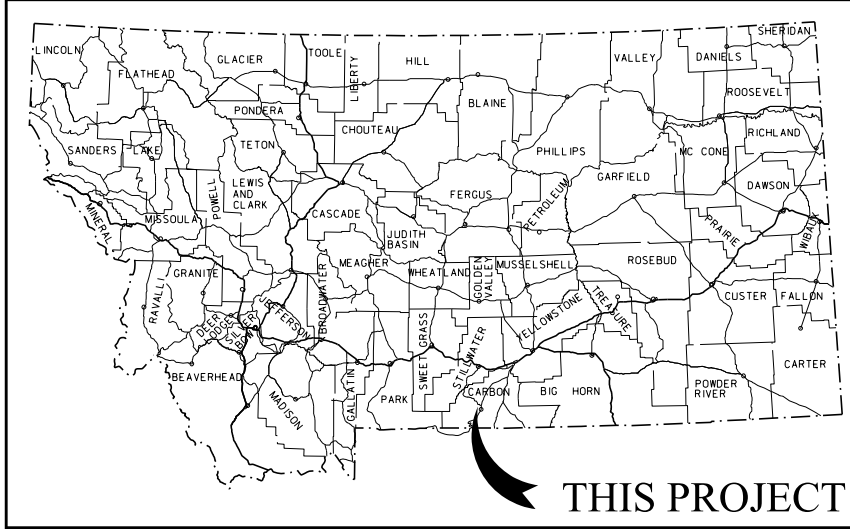 LINCOLN
FLATHEAD
GLACIER
TOOLE
LIBERTY
HILL
BLAINE
VALLEY
DANIELS
SHERIDAN
ROOSEVELT
PONDERA
CHOUTEAU
PHILLIPS
RICHLAND
SANDERS
LAKE
TETON
MC CONE
GARFIELD
DAWSON
MINERAL
MISSOULA
POWELL
LEWIS
AND
CLARK
CASCADE
JUDITH
BASIN
FERGUS
PETROLEUM
PRAIRIE
WIBAUX
RAVALLI
GRANITE
MEAGHER
BROADWATER
WHEATLAND
GOLDEN
VALLEY
MUSSELSHELL
ROSEBUD
CUSTER
FALLON
DEER
LODGE
SILVER
BOW
JEFFERSON
YELLOWSTONE
TREASURE
BEAVERHEAD
MADISON
GALLATIN
PARK
SWEET GRASS
STILLWATER
CARBON
BIG HORN
POWDER
RIVER
CARTER
THIS PROJECT